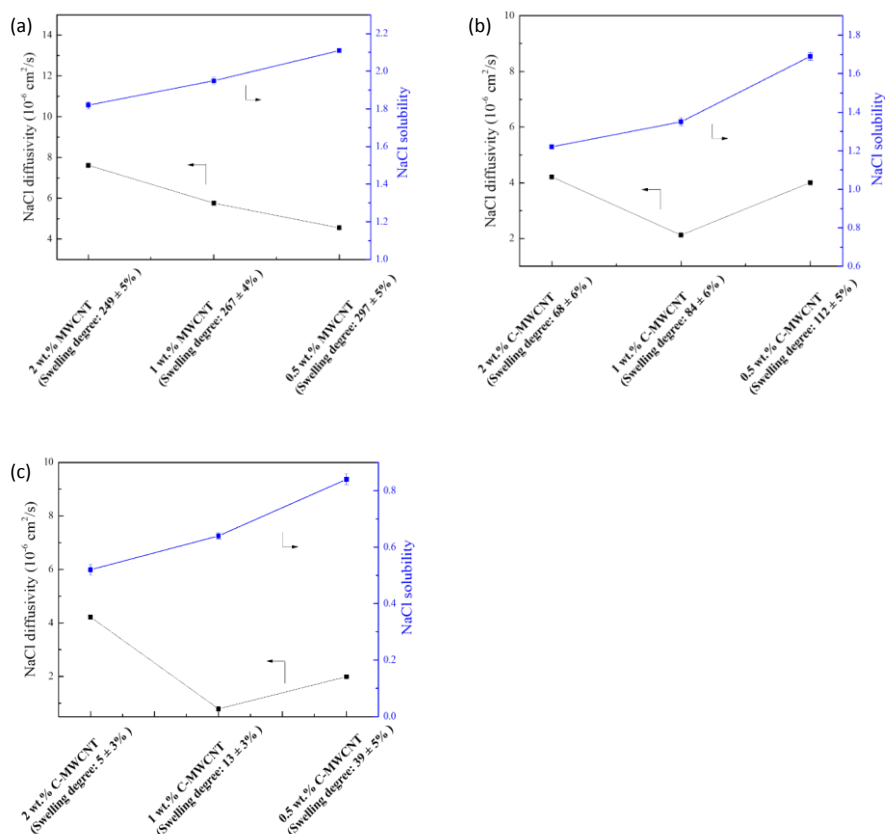 (a)
NaCl diffusivity (10⁻⁶ cm²/s)
14
12
10
8
6
4
2.2
2.1
2.0
1.9
1.8
1.6
1.5
1.3
1.2
1.0
NaCl solubility
2 wt.% MWCNT
(Swelling degree: 249 ± 5% )
1 wt.% MWCNT
(Swelling degree: 267 ± 4% )
0.5 wt.% MWCNT
(Swelling degree: 297 ± 5% )
(b)
NaCl diffusivity (10⁻⁶ cm²/s)
10
8
6
4
2
1.8
1.6
1.4
1.2
1.0
0.8
0.6
NaCl solubility
2 wt.% C-MWCNT
(Swelling degree: 68 ± 6% )
1 wt.% C-MWCNT
(Swelling degree: 84 ± 6% )
0.5 wt.% C-MWCNT
(Swelling degree: 112 ± 5% )
(c)
NaCl diffusivity (10⁻⁶ cm²/s)
10
8
6
4
2
0.8
0.6
0.4
0.2
0.0
NaCl solubility
2 wt.% C-MWCNT
(Swelling degree: 5 ± 3% )
1 wt.% C-MWCNT
(Swelling degree: 13 ± 3% )
0.5 wt.% C-MWCNT
(Swelling degree: 39 ± 5% )